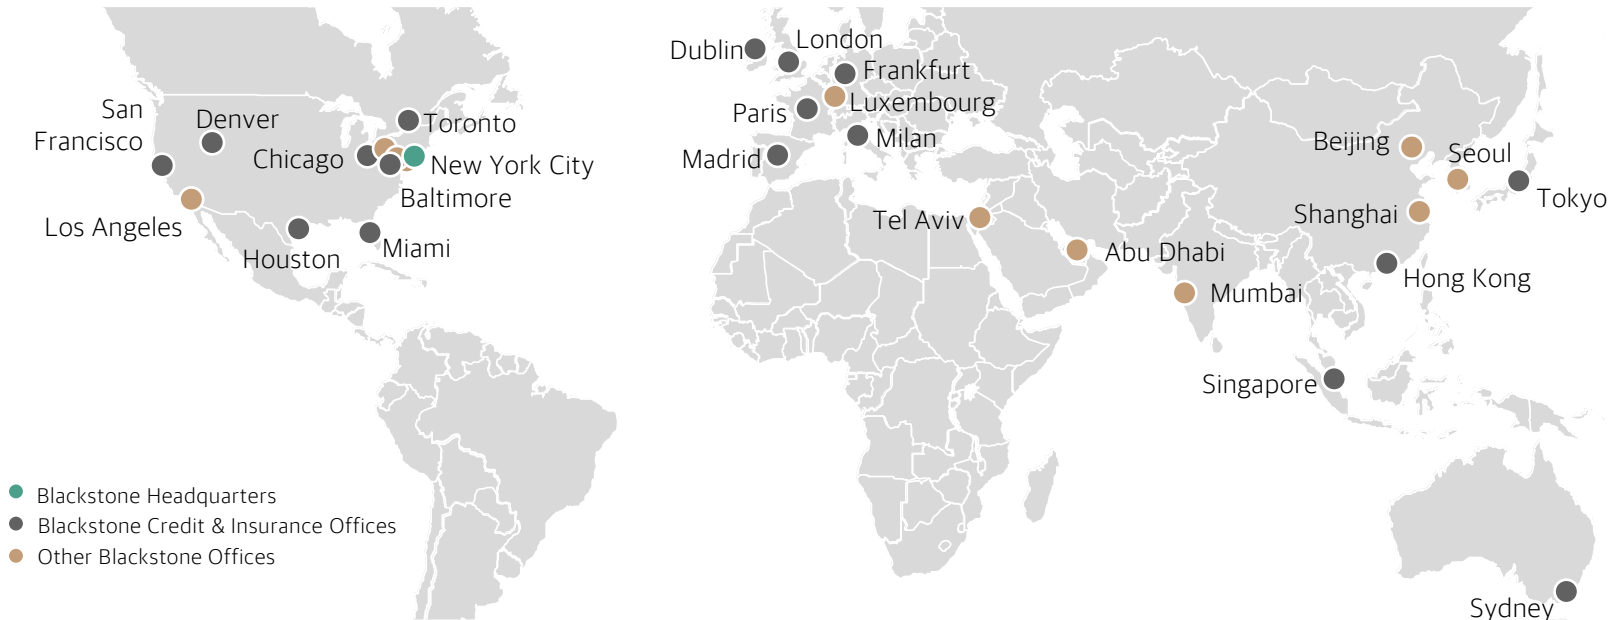 San
Francisco
Denver
Toronto
Chicago
New York City
Baltimore
Los Angeles
Houston
Miami
Dublin
London
Frankfurt
Luxembourg
Paris
Milan
Madrid
Tel Aviv
Abu Dhabi
Mumbai
Beijing
Seoul
Tokyo
Shanghai
Hong Kong
Singapore
Sydney
Blackstone Headquarters
Blackstone Credit & Insurance Offices
Other Blackstone Offices